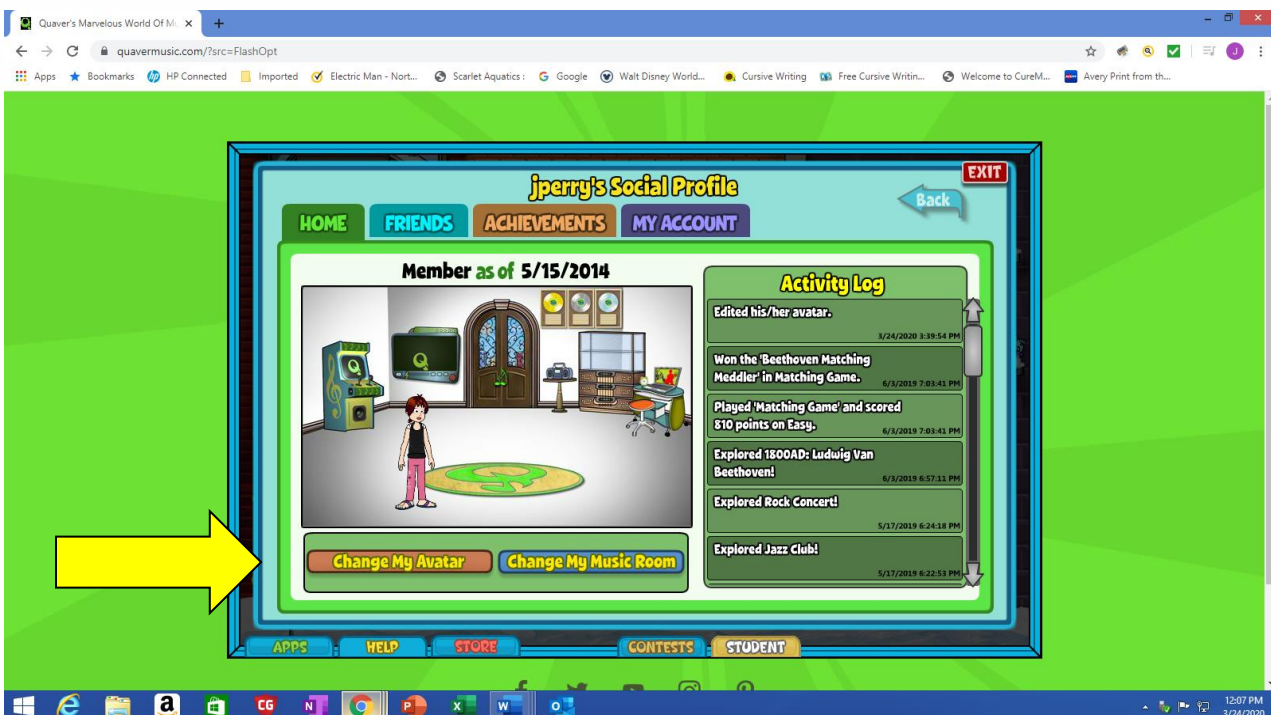 Quaver's Marvelous World Of M
quavermusic.com/?src=FlashOpt
J
Apps Bookmarks HP Connected Imported Electric Man - Nort... Scarlet Aquatics : Google Walt Disney World... Cursive Writing Free Cursive Writin... Welcome to CureM... Avery Print from th...
EXIT
jperry's Social Profile
Back
HOME FRIENDS ACHIEVEMENTS MY ACCOUNT
Member as of 5/15/2014
Activity Log
Edited his/her avatar.
3/24/2020 3:39:54 PM
Won the 'Beethoven Matching
Meddler' in Matching Game.
6/3/2019 7:03:41 PM
Played 'Matching Game' and scored
810 points on Easy.
6/3/2019 7:03:41 PM
Explored 1800AD: Ludwig Van
Beethoven!
6/3/2019 6:57:11 PM
Explored Rock Concert!
5/17/2019 6:24:18 PM
Explored Jazz Club!
5/17/2019 6:22:53 PM
Change My Avatar Change My Music Room
APPS HELP STORE CONTESTS STUDENT
12:07 PM
3/24/2020